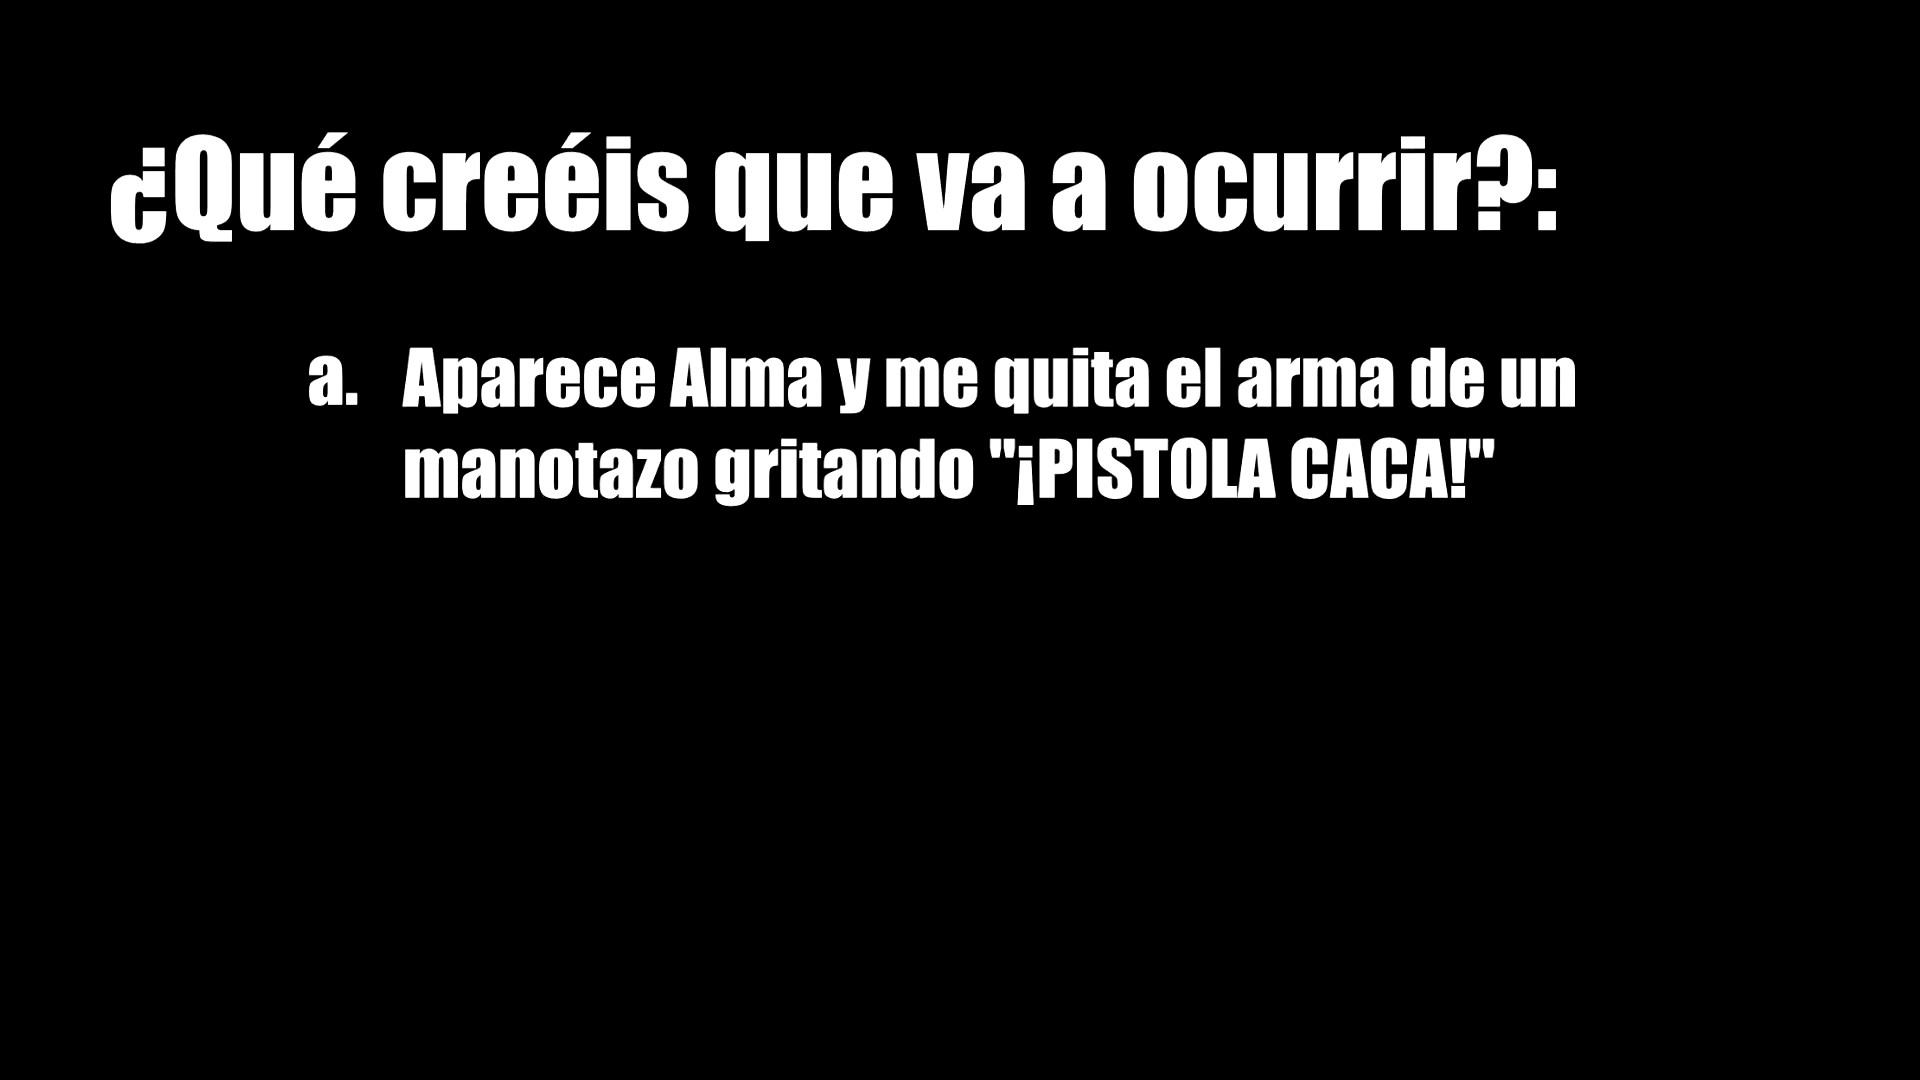 ¿Qué creéis que va a ocurrir?:
a. Aparece Alma y me quita el arma de un
manotazo gritando "¡PISTOLA CACA!"